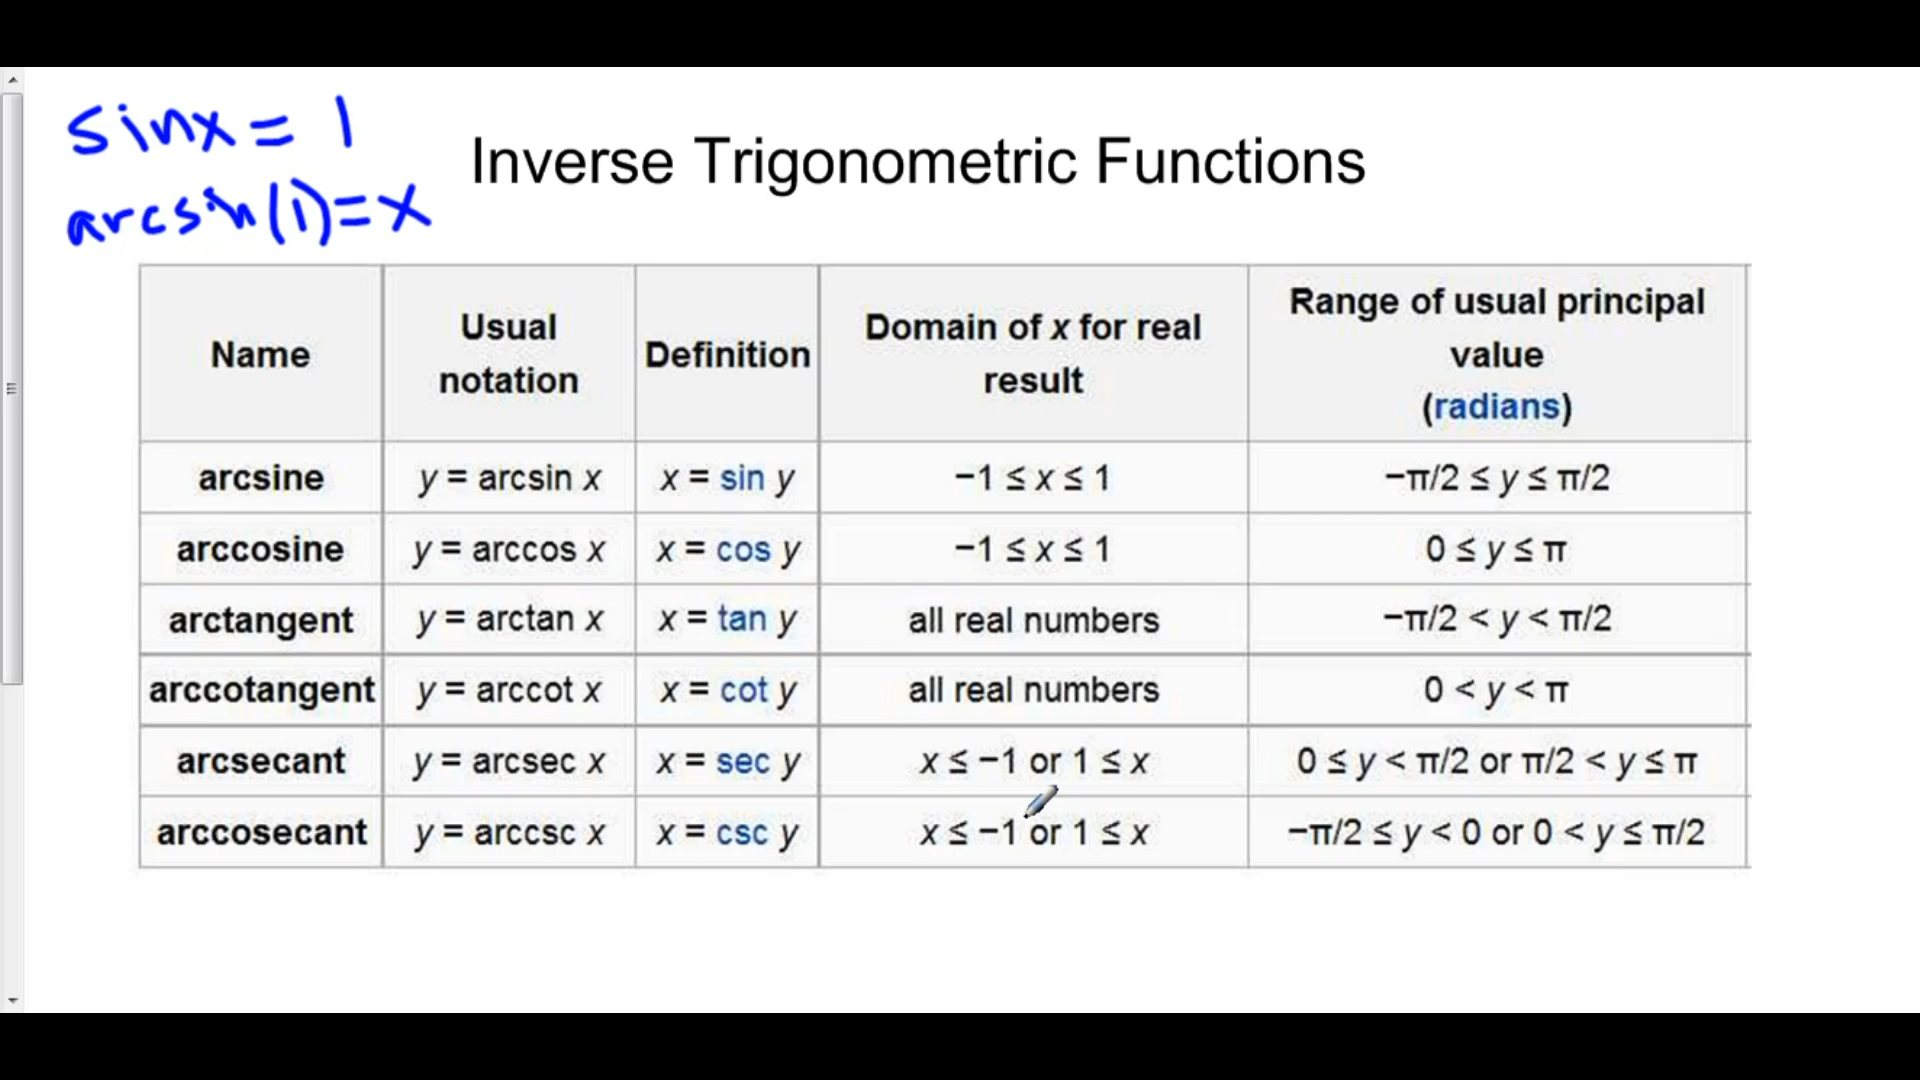 sinx = 1
arcsin(1)=x
Inverse Trigonometric Functions
Name
Usual
notation
Definition
Domain of x for real
result
Range of usual principal
value
(radians)
arcsine y = arcsin x x = sin y −1 ≤ x ≤ 1 −π/2 ≤ y ≤ π/2
arccosine y = arccos x x = cos y −1 ≤ x ≤ 1 0 ≤ y ≤ π
arctangent y = arctan x x = tan y all real numbers −π/2 < y < π/2
arccotangent y = arccot x x = cot y all real numbers 0 < y < π
arcsecant y = arcsec x x = sec y x ≤ −1 or 1 ≤ x 0 ≤ y < π/2 or π/2 < y ≤ π
arccosecant y = arccsc x x = csc y x ≤ −1 or 1 ≤ x −π/2 ≤ y < 0 or 0 < y ≤ π/2